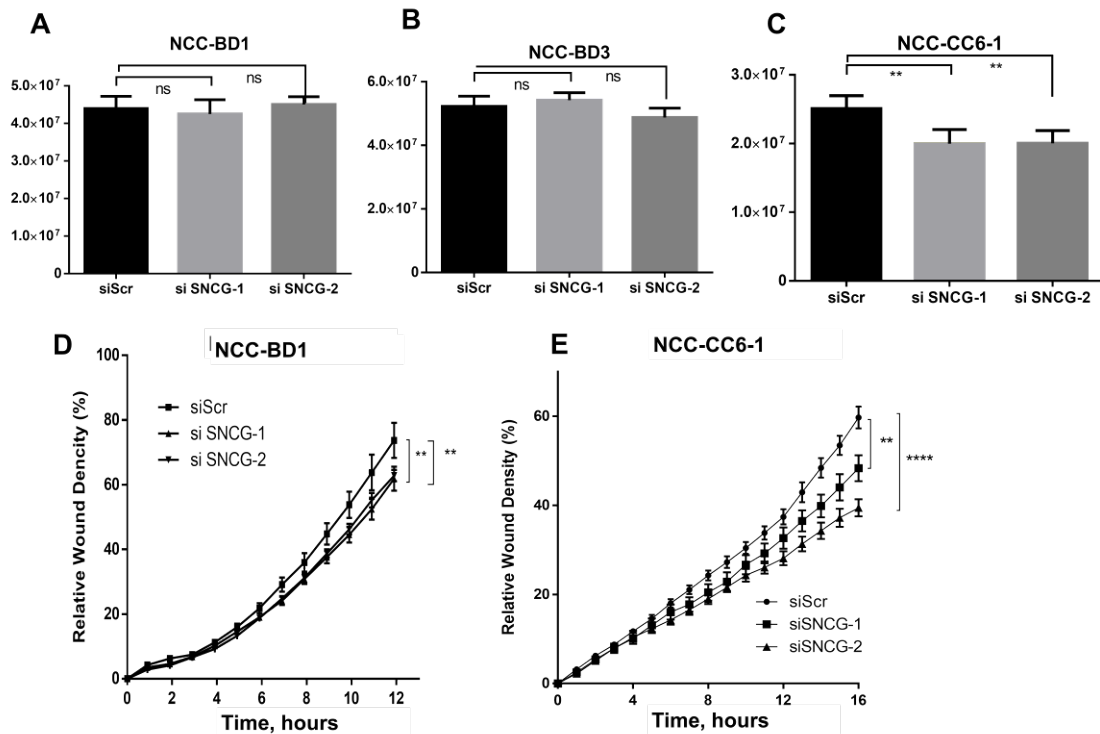 A
NCC-BD1
ns
ns
5.0×10⁷
4.0×10⁷
3.0×10⁷
2.0×10⁷
1.0×10⁷
0
siScr
si SNCG-1
si SNCG-2
B
NCC-BD3
ns
ns
6.0×10⁷
4.0×10⁷
2.0×10⁷
0
siScr
si SNCG-1
si SNCG-2
C
NCC-CC6-1
**
**
3.0×10⁷
2.0×10⁷
1.0×10⁷
0
siScr
si SNCG-1
si SNCG-2
D
NCC-BD1
Relative Wound Dencity (%)
100
80
60
40
20
0
siScr
si SNCG-1
si SNCG-2
**
**
0 2 4 6 8 10 12
Time, hours
E
NCC-CC6-1
Relative Wound Density (%)
60
40
20
0
**
****
siScr
siSNCG-1
siSNCG-2
0 4 8 12 16
Time, hours